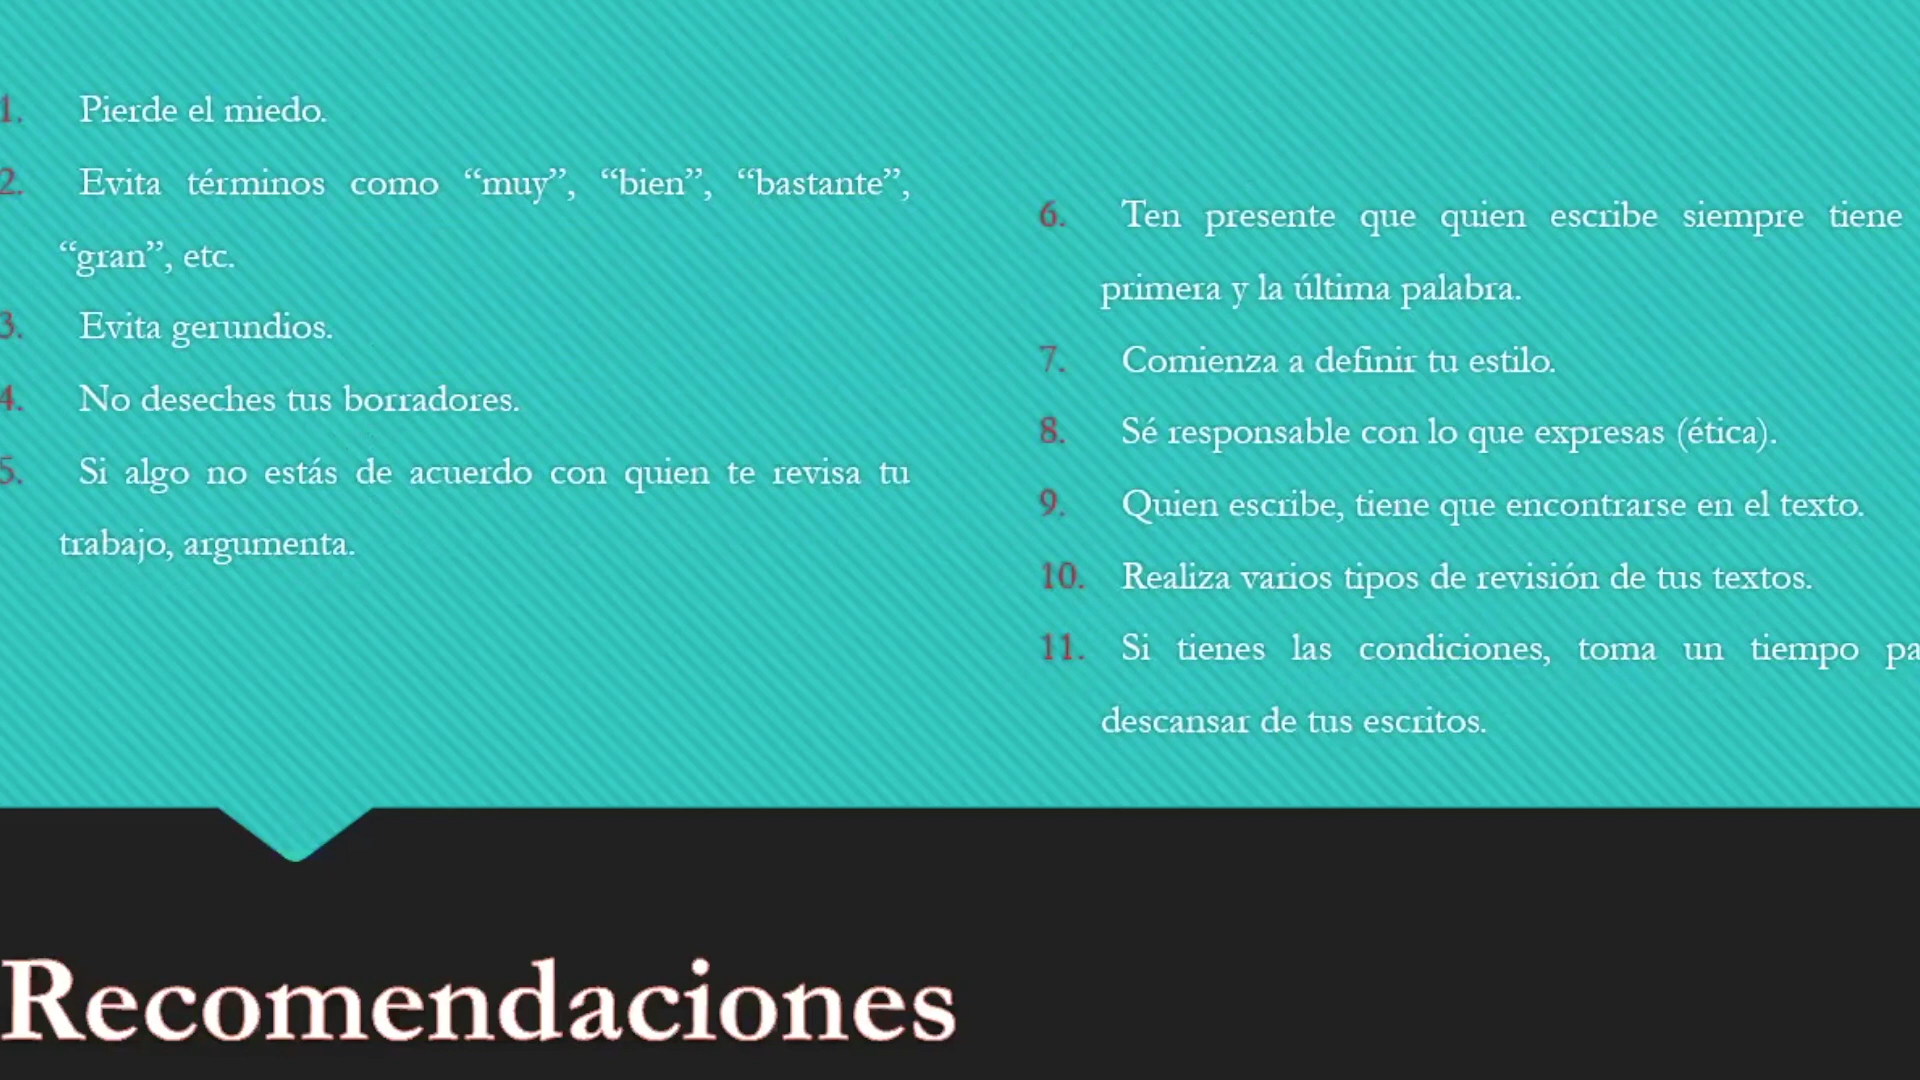 1. Pierde el miedo.
2. Evita términos como “muy”, “bien”, “bastante”,
“gran”, etc.
3. Evita gerundios.
4. No deseches tus borradores.
5. Si algo no estás de acuerdo con quien te revisa tu
trabajo, argumenta.
6. Ten presente que quien escribe siempre tiene
primera y la última palabra.
7. Comienza a definir tu estilo.
8. Sé responsable con lo que expresas (ética).
9. Quien escribe, tiene que encontrarse en el texto.
10. Realiza varios tipos de revisión de tus textos.
11. Si tienes las condiciones, toma un tiempo
descansar de tus escritos.
Recomendaciones